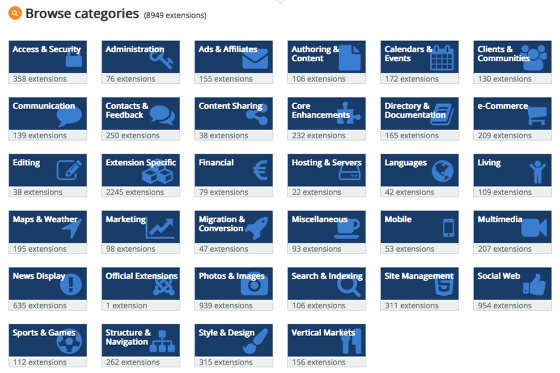 Browse categories (8949 extensions)
Access & Security
358 extensions
Administration
76 extensions
Ads & Affiliates
155 extensions
Authoring &
Content
106 extensions
Calendars &
Events
172 extensions
Clients &
Communities
130 extensions
Communication
139 extensions
Contacts &
Feedback
250 extensions
Content Sharing
38 extensions
Core
Enhancements
232 extensions
Directory &
Documentation
165 extensions
e-Commerce
209 extensions
Editing
38 extensions
Extension Specific
2245 extensions
Financial
79 extensions
Hosting & Servers
22 extensions
Languages
42 extensions
Living
109 extensions
Maps & Weather
195 extensions
Marketing
98 extensions
Migration &
Conversion
47 extensions
Miscellaneous
93 extensions
Mobile
53 extensions
Multimedia
207 extensions
News Display
635 extensions
Official Extensions
1 extension
Photos & Images
939 extensions
Search & Indexing
106 extensions
Site Management
311 extensions
Social Web
954 extensions
Sports & Games
112 extensions
Structure &
Navigation
262 extensions
Style & Design
315 extensions
Vertical Markets
156 extensions